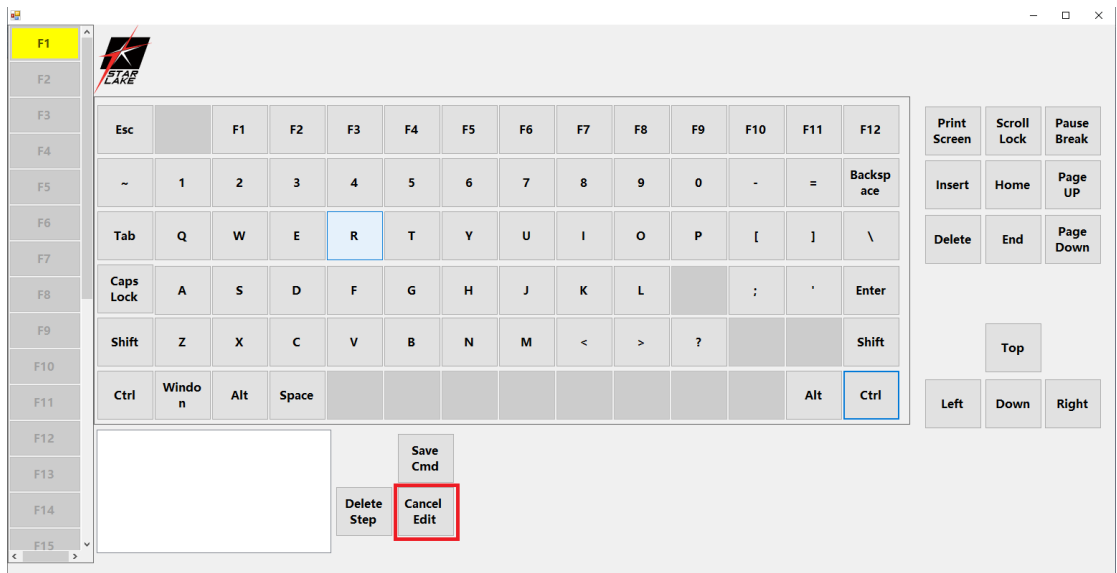 F1
F2
F3
F4
F5
F6
F7
F8
F9
F10
F11
F12
F13
F14
F15
STAR
LAKE
Esc F1 F2 F3 F4 F5 F6 F7 F8 F9 F10 F11 F12
~ 1 2 3 4 5 6 7 8 9 0 - = Backsp
ace
Tab Q W E R T Y U I O P [ ] \
Caps
Lock A S D F G H J K L ; ' Enter
Shift Z X C V B N M < > ? Shift
Ctrl Windo
n Alt Space Alt Ctrl
Print
Screen
Scroll
Lock
Pause
Break
Insert
Home
Page
UP
Delete
End
Page
Down
Top
Left
Down
Right
Save
Cmd
Delete
Step
Cancel
Edit